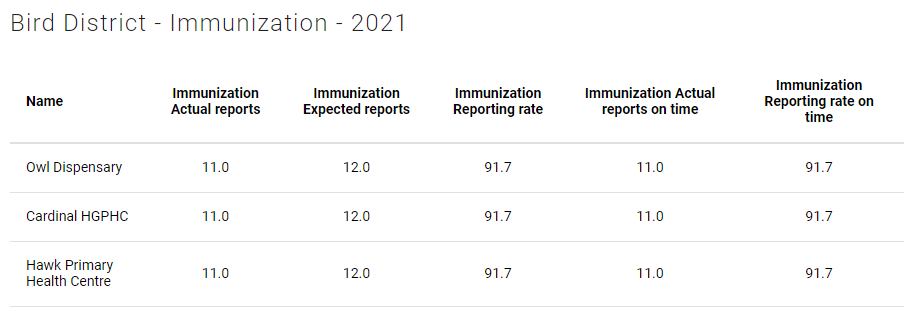 Bird District - Immunization - 2021
Name
Immunization
Actual reports
Immunization
Expected reports
Immunization
Reporting rate
Immunization Actual
reports on time
Immunization
Reporting rate on
time
Owl Dispensary 11.0 12.0 91.7 11.0 91.7
Cardinal HGPHC 11.0 12.0 91.7 11.0 91.7
Hawk Primary
Health Centre 11.0 12.0 91.7 11.0 91.7